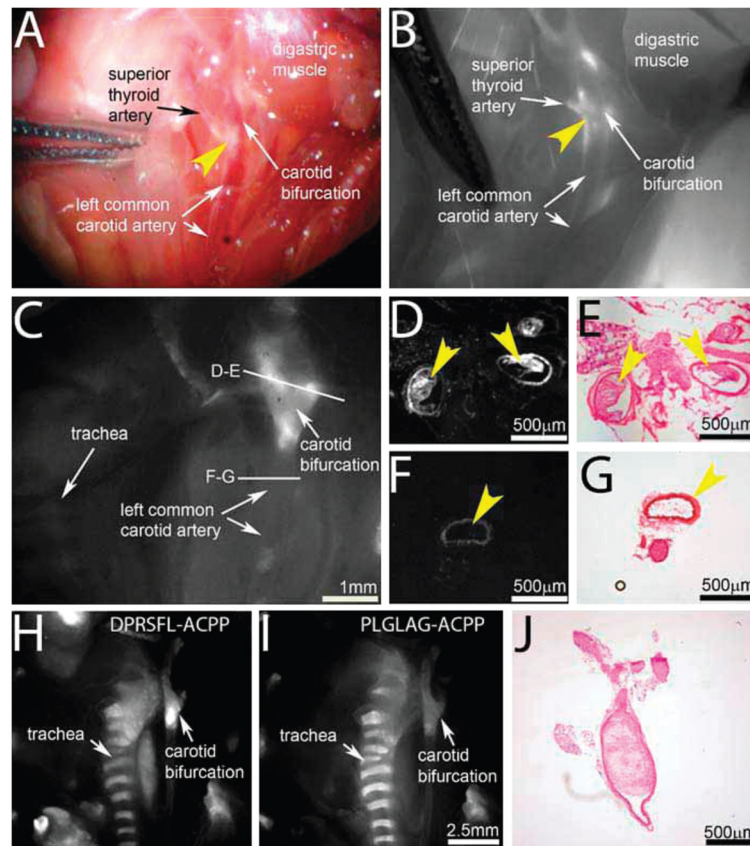 A
superior
thyroid
artery
digastric
muscle
carotid
bifurcation
left common
carotid artery
B
digastric
muscle
superior
thyroid
artery
carotid
bifurcation
left common
carotid artery
C
D-E
trachea
carotid
bifurcation
F-G
left common
carotid artery
1mm
D
500μm
E
500μm
F
500μm
G
500μm
H
DPRSFL-ACPP
trachea
carotid
bifurcation
I
PLGLAG-ACPP
trachea
carotid
bifurcation
2.5mm
J
500μm